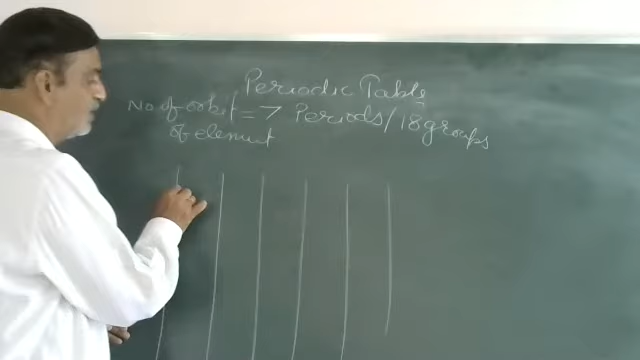 Periodic Table
No. of orbit = 7 Periods/18 groups
of element